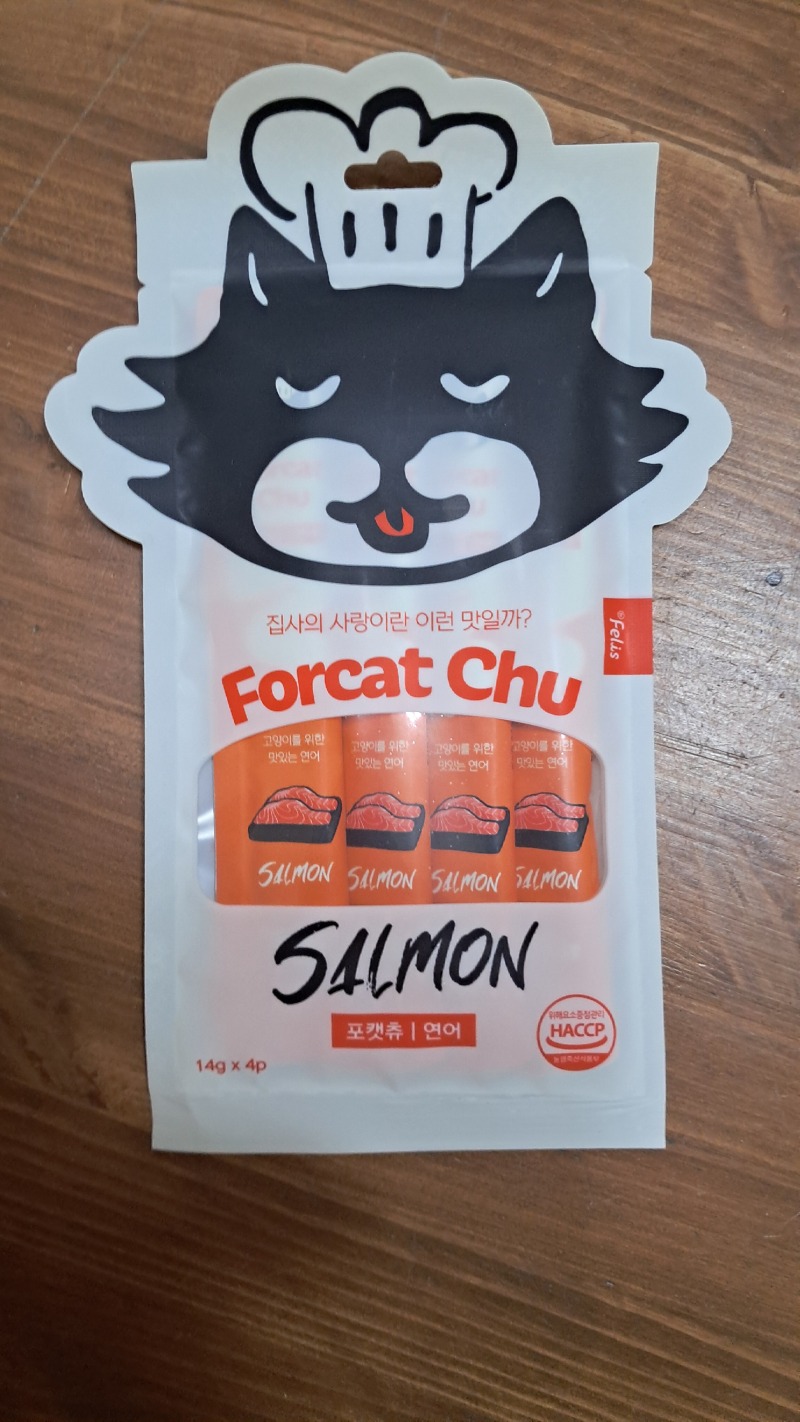 집사의 사랑이란 이런 맛일까?
Felis®
Forcat Chu
고양이를 위한
맛있는 연어
SALMON
고양이를 위한
맛있는 연어
SALMON
고양이를 위한
맛있는 연어
SALMON
고양이를 위한
맛있는 연어
SALMON
SALMON
포캣츄 | 연어
위해요소중점관리
HACCP
14g x 4p